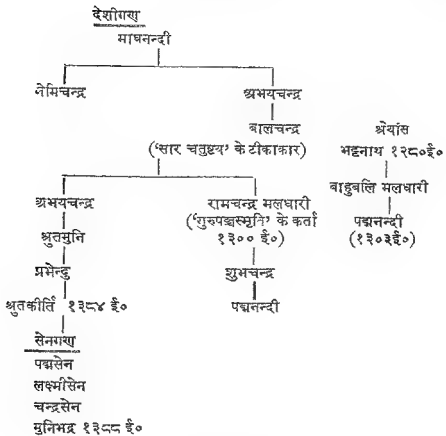 देशीगण
माघनन्दी
नेमिचन्द्र अभयचन्द्र
बालचन्द्र श्रेयांस
('सार चतुष्टय' के टीकाकार) भट्टनाथ १२८०ई०
बाहुबलि मलधारी
अभयचन्द्र रामचन्द्र मलधारी पद्मनन्दी
('गुरुपञ्चस्मृति' के कर्ता (१३०३ई०)
श्रुतमुनि १३०० ई०)
प्रभेन्दु शुभचन्द्र
श्रुतकीर्ति १३८४ ई० पद्मनन्दी
सेनगण
पद्मसेन
लक्ष्मीसेन
चन्द्रसेन
मुनिभद्र १३८८ ई०